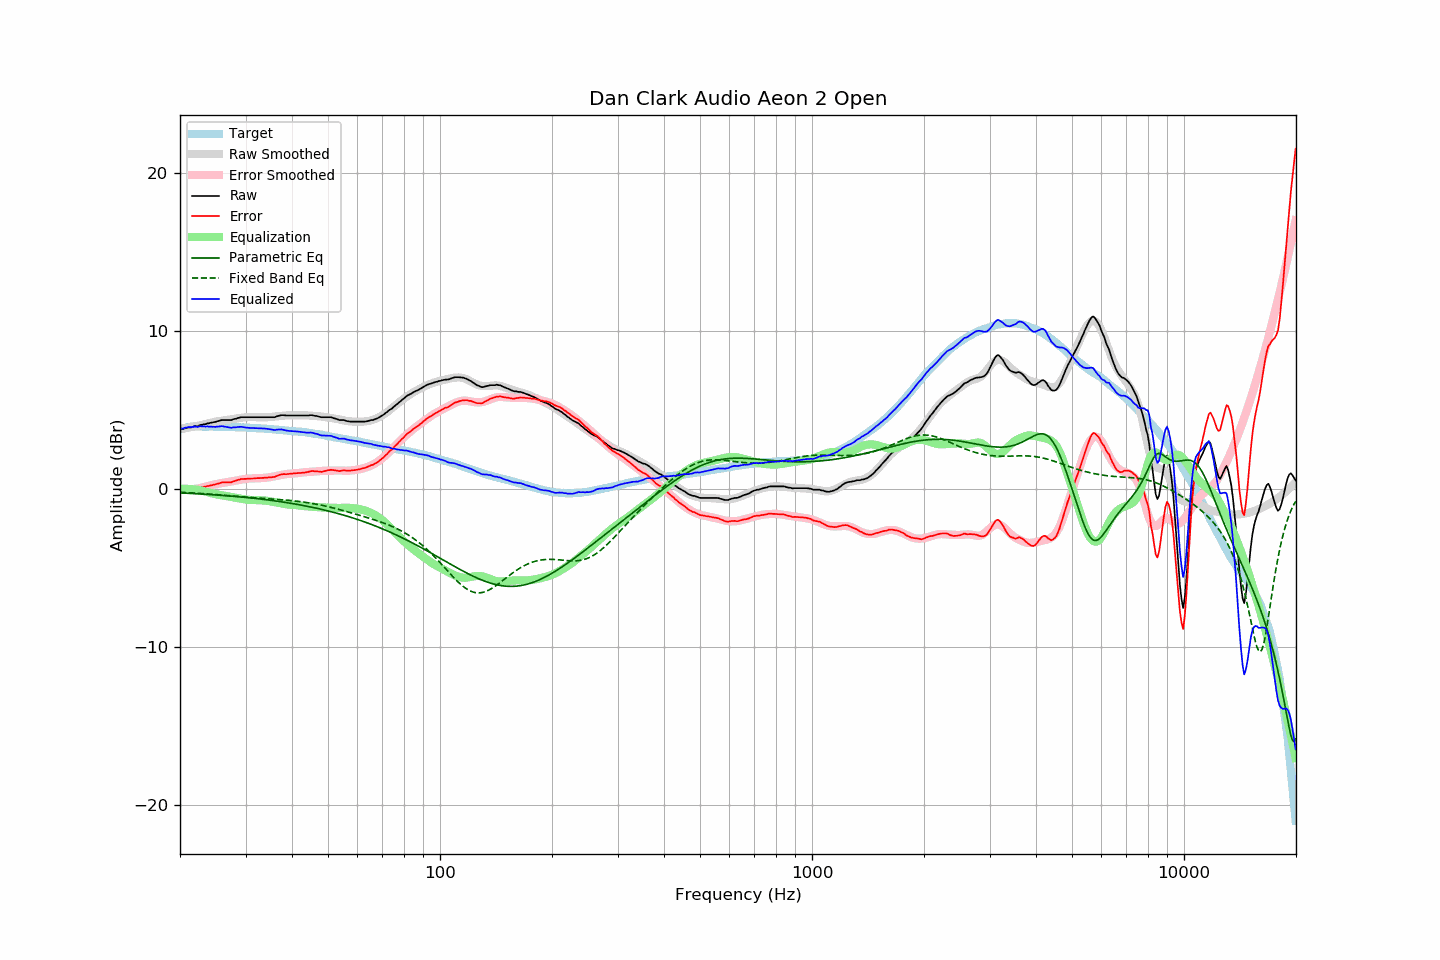 Dan Clark Audio Aeon 2 Open
Target
Raw Smoothed
Error Smoothed
Raw
Error
Equalization
Parametric Eq
Fixed Band Eq
Equalized
20
10
0
−10
−20
Amplitude (dBr)
100
1000
10000
Frequency (Hz)